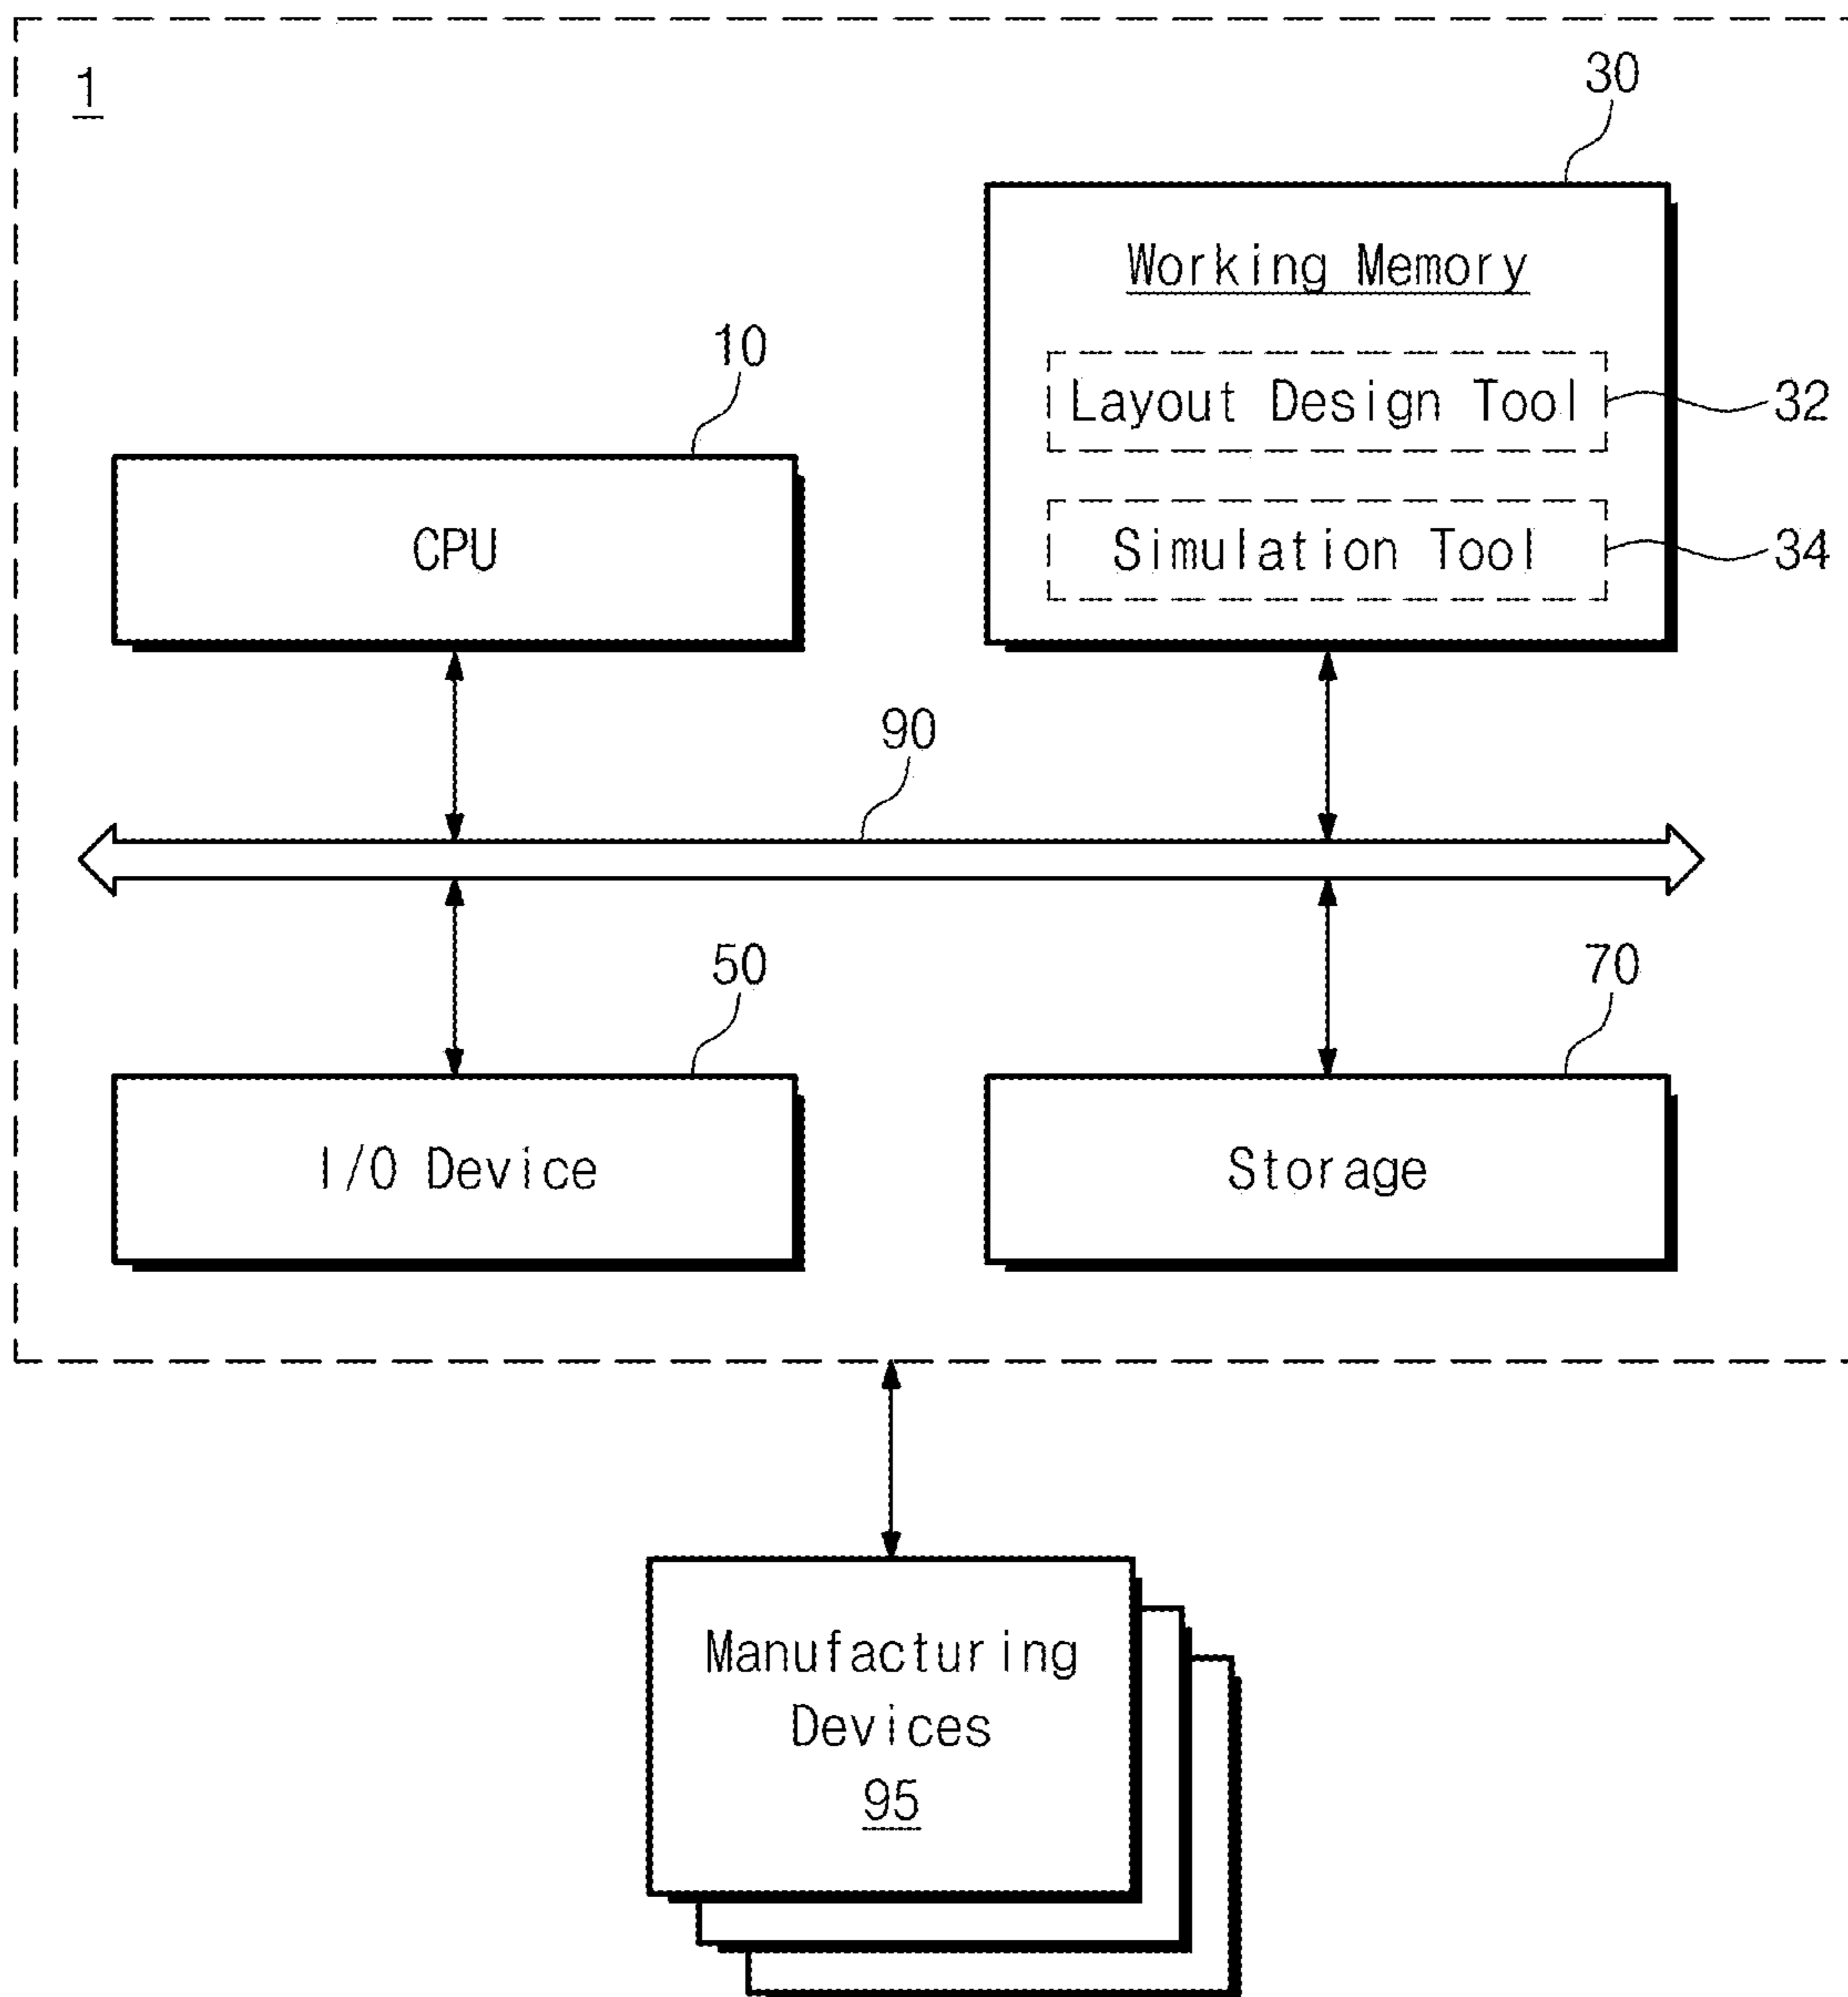 1
30
Working Memory
10
Layout Design Tool
32
CPU
Simulation Tool
34
90
50
70
I/O Device
Storage
Manufacturing
Devices
95